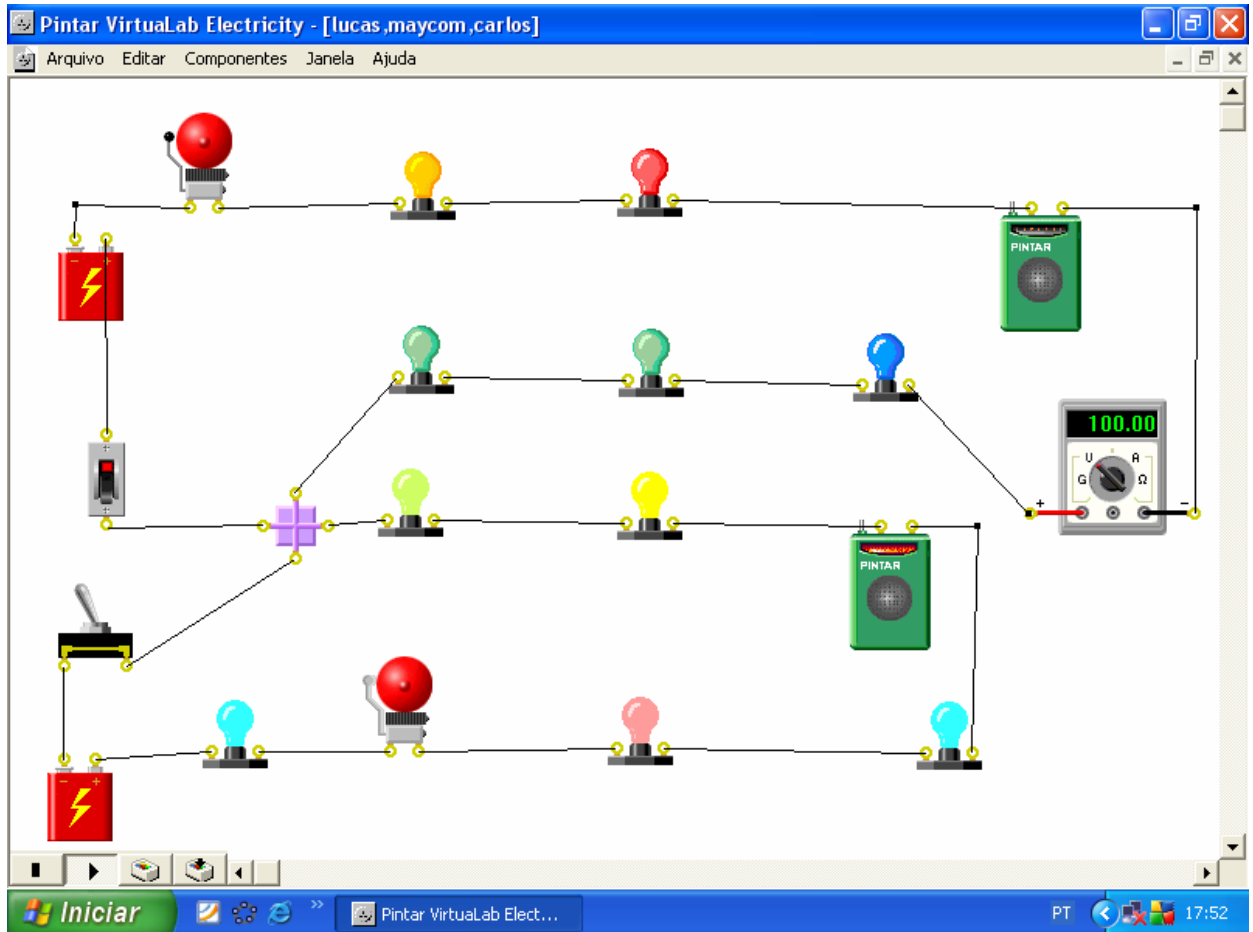 Pintar VirtuaLab Electricity - [lucas,maycom,carlos]
Arquivo Editar Componentes Janela Ajuda
PINTAR
- +
100.00
U A
G Ω
+ -
+
PINTAR
- +
Iniciar
»
Pintar VirtuaLab Elect...
PT
17:52